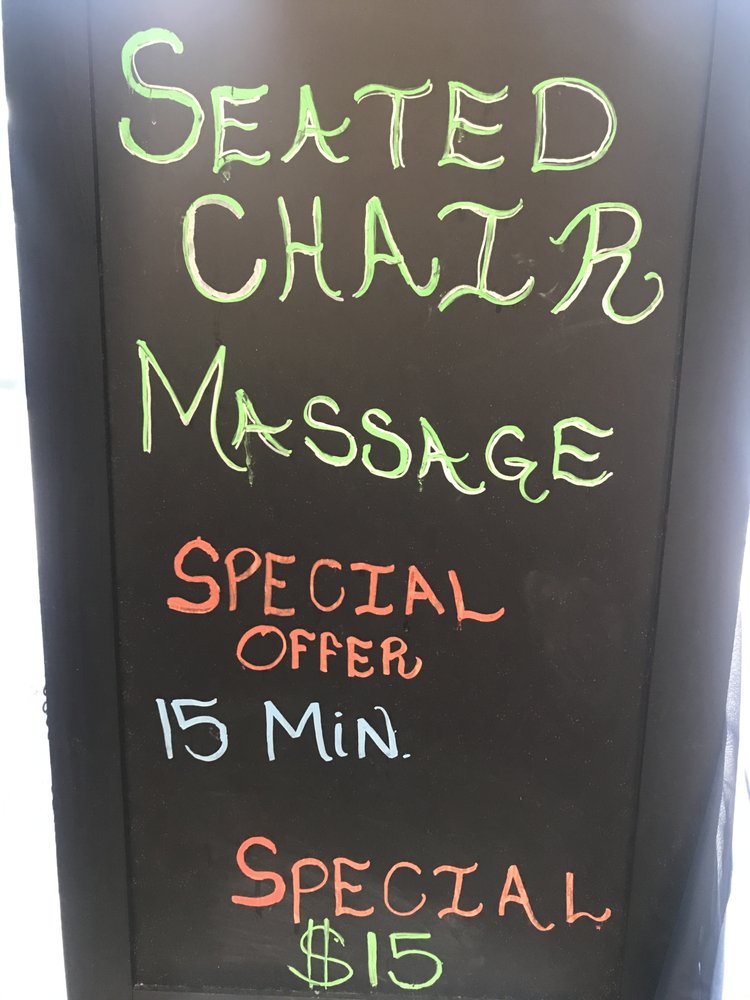 SEATED
CHAIR
MASSAGE
SPECIAL
OFFER
15 MiN.
SPECIAL
$15